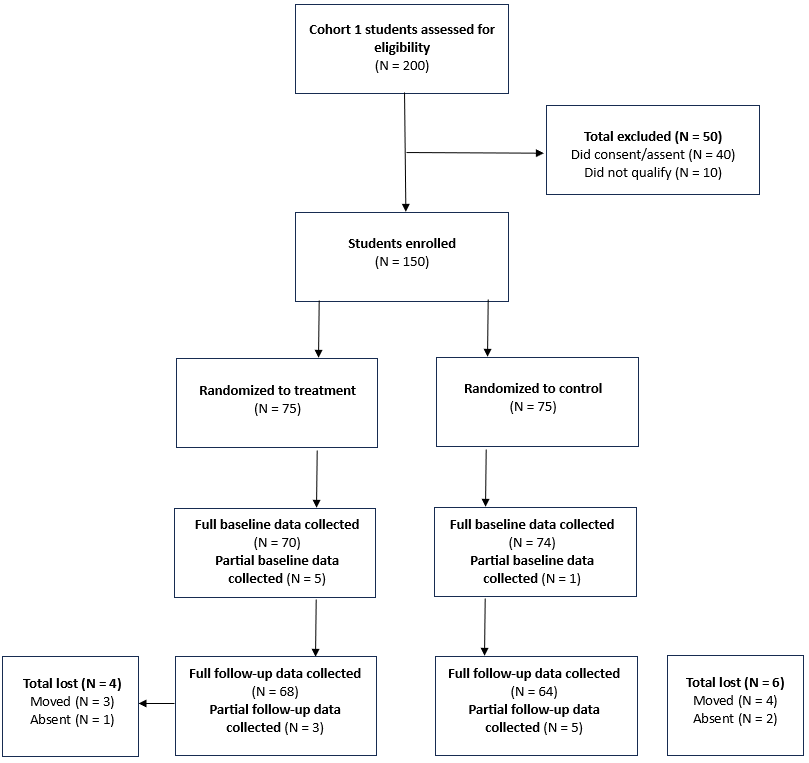 Cohort 1 students assessed for
eligibility
(N = 200)
Total excluded (N = 50)
Did consent/assent (N = 40)
Did not qualify (N = 10)
Students enrolled
(N = 150)
Randomized to treatment
(N = 75)
Randomized to control
(N = 75)
Full baseline data collected
(N = 70)
Partial baseline data
collected (N = 5)
Full baseline data collected
(N = 74)
Partial baseline data
collected (N = 1)
Total lost (N = 4)
Moved (N = 3)
Absent (N = 1)
Full follow-up data collected
(N = 68)
Partial follow-up data
collected (N = 3)
Full follow-up data collected
(N = 64)
Partial follow-up data
collected (N = 5)
Total lost (N = 6)
Moved (N = 4)
Absent (N = 2)